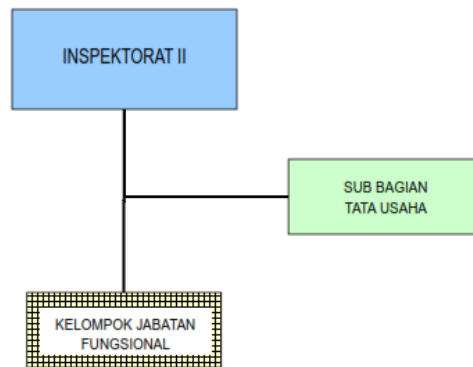 INSPEKTORAT II
SUB BAGIAN
TATA USAHA
KELOMPOK JABATAN
FUNGSIONAL